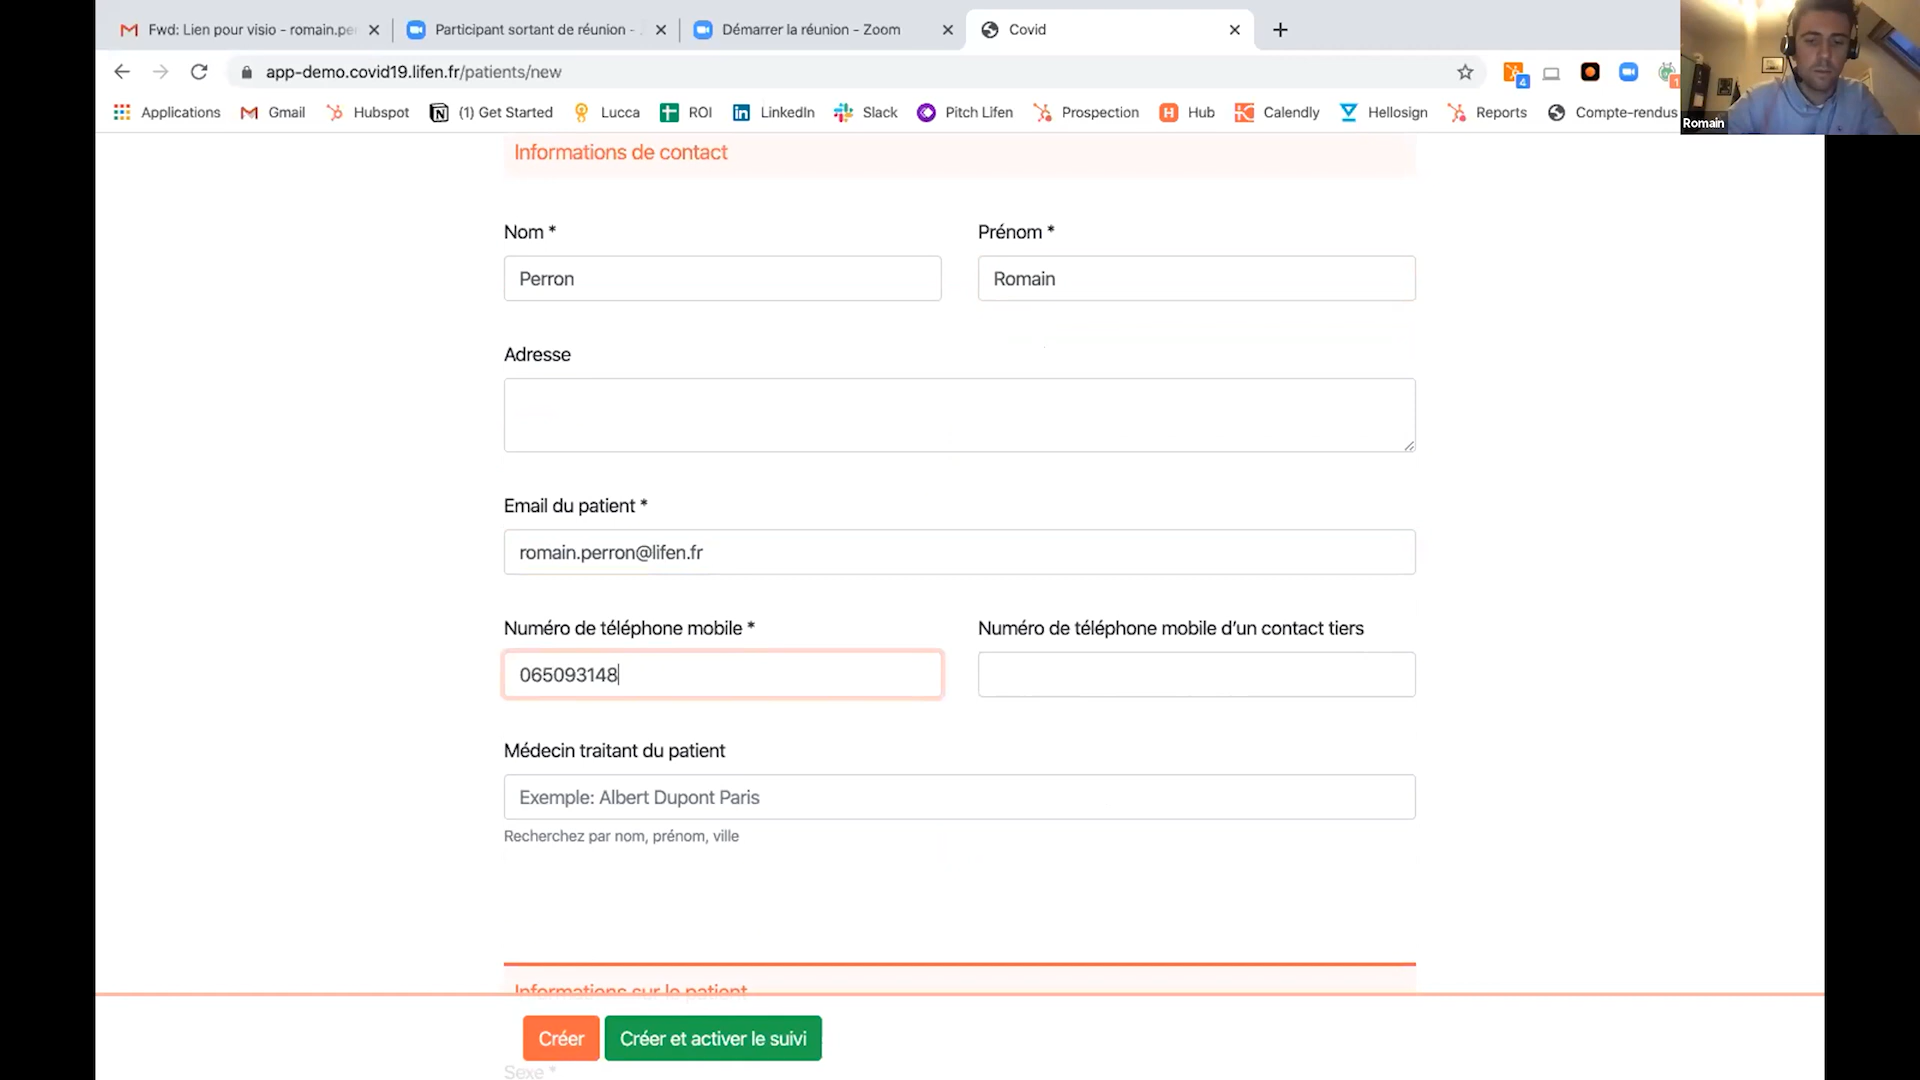 Fwd: Lien pour visio - romain.pe
Participant sortant de réunion -
Démarrer la réunion - Zoom
Covid
app-demo.covid19.lifen.fr/patients/new
4
1
Applications
Gmail
Hubspot
(1) Get Started
Lucca
ROI
LinkedIn
Slack
Pitch Lifen
Prospection
Hub
Calendly
Hellosign
Reports
Compte-rendus
Romain
Informations de contact
Nom *
Prénom *
Perron
Romain
Adresse
Email du patient *
romain.perron@lifen.fr
Numéro de téléphone mobile *
Numéro de téléphone mobile d’un contact tiers
065093148
Médecin traitant du patient
Exemple: Albert Dupont Paris
Recherchez par nom, prénom, ville
Informations sur le patient
Créer
Créer et activer le suivi
Sexe *